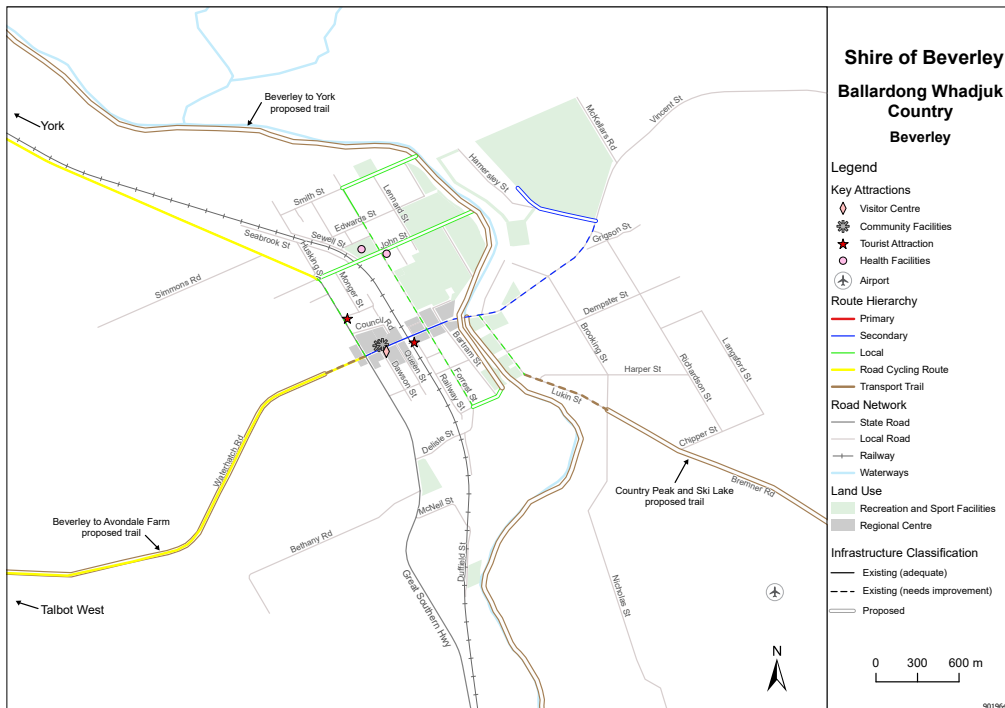 Shire of Beverley
Ballardong Whadjuk
Country
Beverley
Legend
Key Attractions
Visitor Centre
Community Facilities
Tourist Attraction
Health Facilities
Airport
Route Hierarchy
Primary
Secondary
Local
Road Cycling Route
Transport Trail
Road Network
State Road
Local Road
Railway
Waterways
Land Use
Recreation and Sport Facilities
Regional Centre
Infrastructure Classification
Existing (adequate)
Existing (needs improvement)
Proposed
0 300 600 m
N
Beverley to York
proposed trail
York
McKellars Rd
Vincent St
Hamersley St
Smith St
Lennard St
Edwards St
Sewell St
John St
Seabrook St
Husking St
Grigson St
Simmons Rd
Monger St
Council Rd
Dempster St
Brooking St
Bartram St
Queen St
Dawson St
Railway St
Forrest St
Harper St
Richardson St
Langsford St
Lukin St
Chipper St
Delisle St
Waterhatch Rd
Country Peak and Ski Lake
proposed trail
Bremner Rd
McNeil St
Beverley to Avondale Farm
proposed trail
Bethany Rd
Duffield St
Great Southern Hwy
Nicholas St
Talbot West